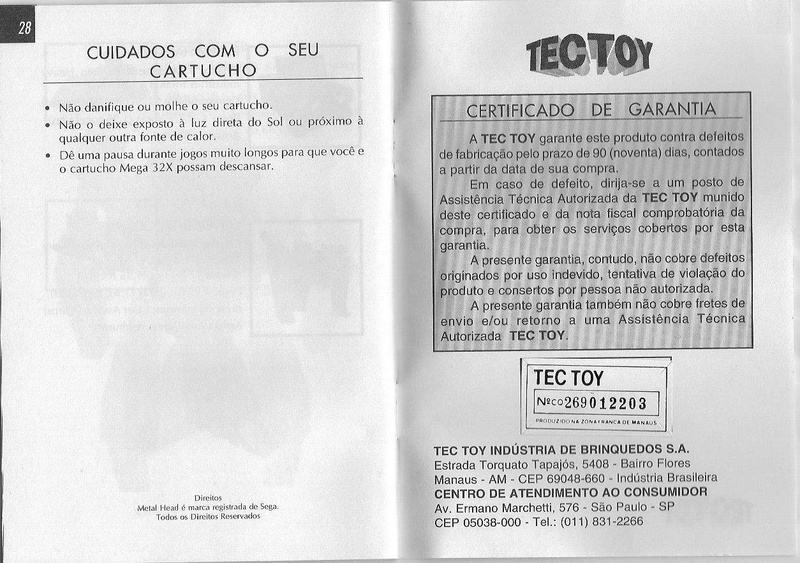 28
CUIDADOS COM O SEU
CARTUCHO
• Não danifique ou molhe o seu cartucho.
• Não o deixe exposto à luz direta do Sol ou próximo à
qualquer outra fonte de calor.
• Dê uma pausa durante jogos muito longos para que você e
o cartucho Mega 32X possam descansar.
Direitos
Metal Head é marca registrada de Sega.
Todos os Direitos Reservados
TECTOY
CERTIFICADO DE GARANTIA
A TEC TOY garante este produto contra defeitos
de fabricação pelo prazo de 90 (noventa) dias, contados
a partir da data de sua compra.
Em caso de defeito, dirija-se a um posto de
Assistência Técnica Autorizada da TEC TOY munido
deste certificado e da nota fiscal comprobatória da
compra, para obter os serviços cobertos por esta
garantia.
A presente garantia, contudo, não cobre defeitos
originados por uso indevido, tentativa de violação do
produto e consertos por pessoa não autorizada.
A presente garantia também não cobre fretes de
envio e/ou retorno a uma Assistência Técnica
Autorizada TEC TOY.
TEC TOY
Nº CO269012203
PRODUZIDO NA ZONA FRANCA DE MANAUS
TEC TOY INDÚSTRIA DE BRINQUEDOS S.A.
Estrada Torquato Tapajós, 5408 - Bairro Flores
Manaus - AM - CEP 69048-660 - Indústria Brasileira
CENTRO DE ATENDIMENTO AO CONSUMIDOR
Av. Ermano Marchetti, 576 - São Paulo - SP
CEP 05038-000 - Tel.: (011) 831-2266